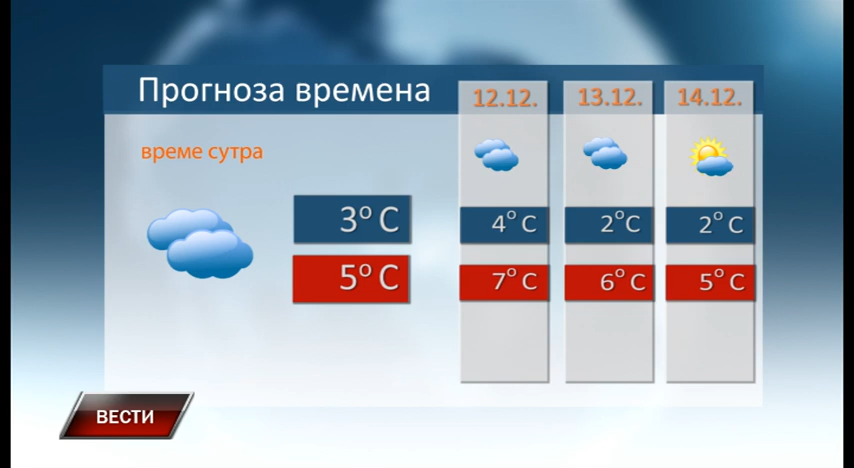 Прогноза времена
време сутра
3° C
5° C
12.12.
13.12.
14.12.
4° C
2°C
2° C
7° C
6° C
5° C
ВЕСТИ